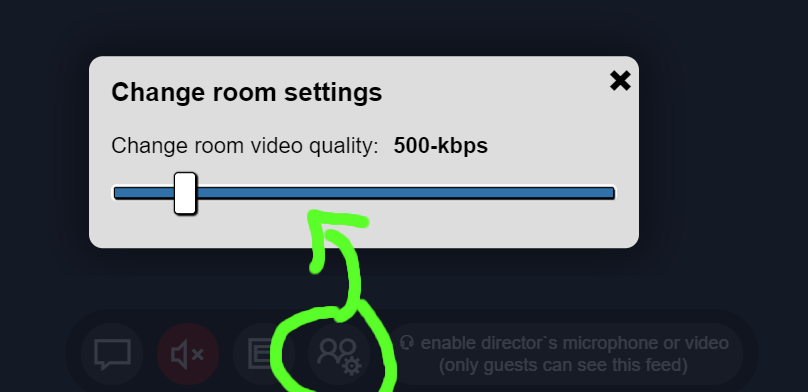 Change room settings
Change room video quality: 500-kbps
enable director`s microphone or video
(only guests can see this feed)